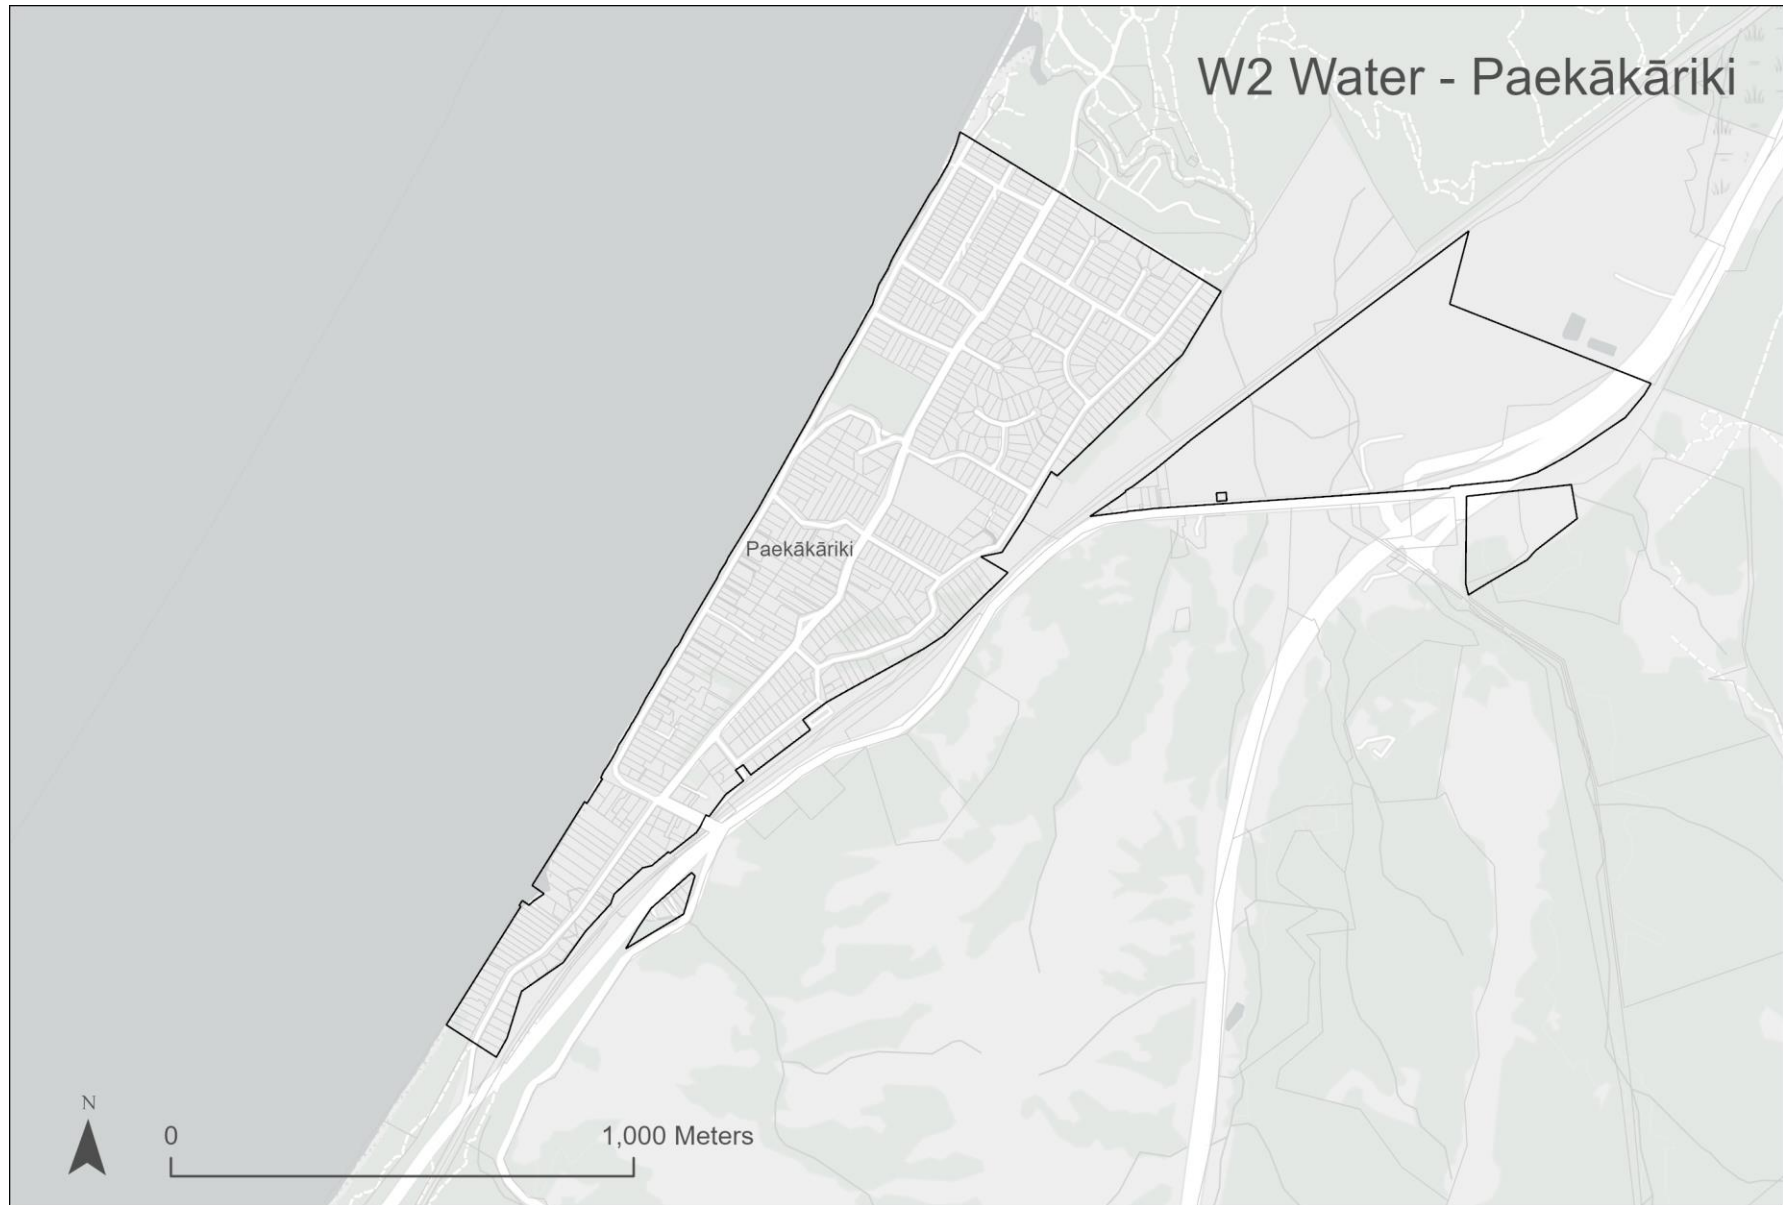 W2 Water - Paekākāriki
Paekākāriki
N
0
1,000 Meters